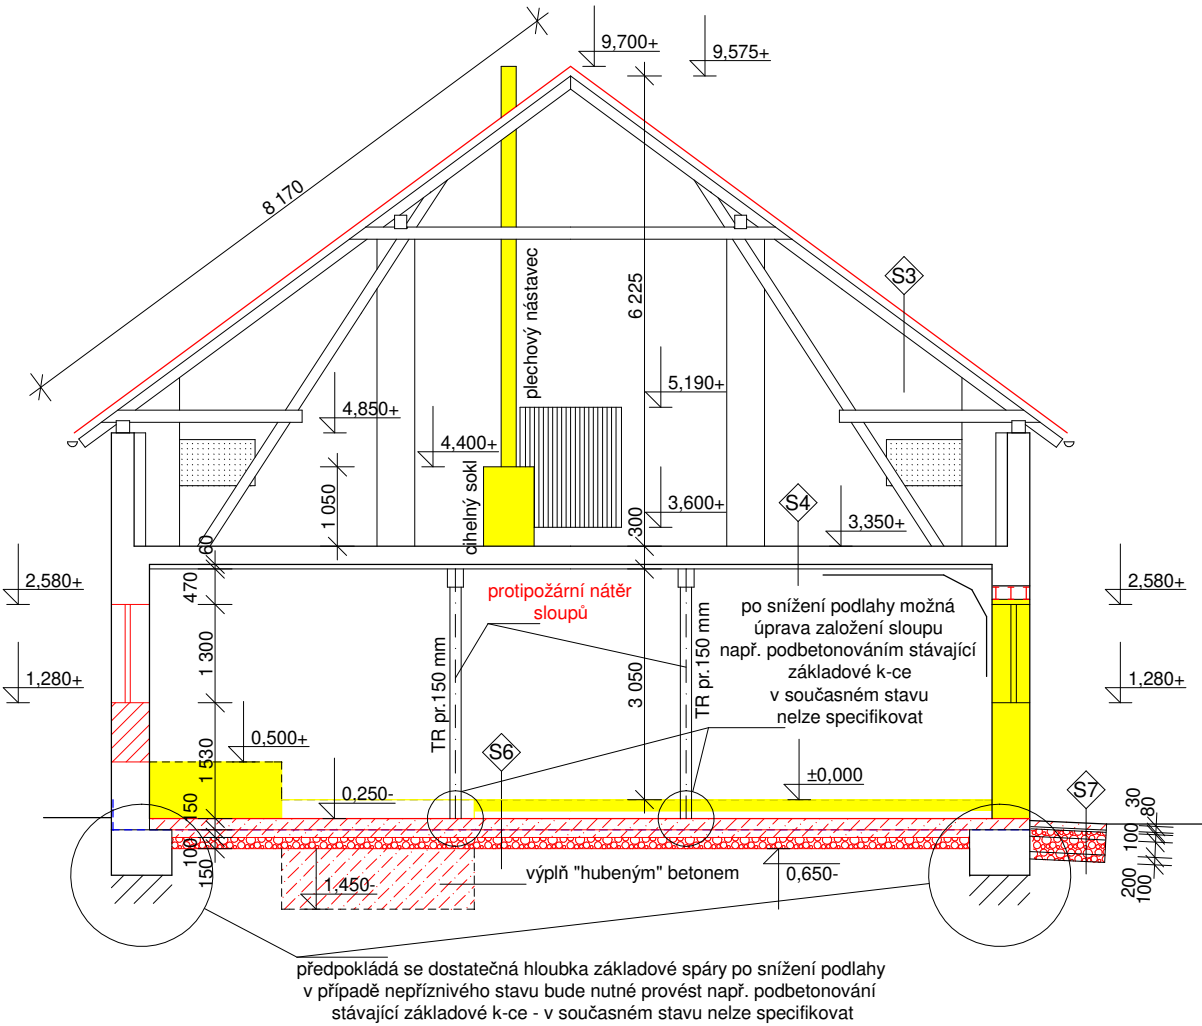 9,700+
9,575+
8 170
plechový nástavec
6 225
S3
5,190+
4,850+
4,400+
cihelný sokl
1 050
3,600+
300
S4
3,350+
60
2,580+
470
protipožární nátěr
sloupů
po snížení podlahy možná
úprava založení sloupu
např. podbetonováním stávající
základové k-ce
v současném stavu
nelze specifikovat
2,580+
1 300
TR pr.150 mm
3 050
TR pr.150 mm
1,280+
1,280+
0,500+
1 530
S6
±0,000
0,250-
150
S7
30
80
100
100
150
výplň "hubeným" betonem
1,450-
0,650-
200
100
předpokládá se dostatečná hloubka základové spáry po snížení podlahy
v případě nepříznivého stavu bude nutné provést např. podbetonování
stávající základové k-ce - v současném stavu nelze specifikovat